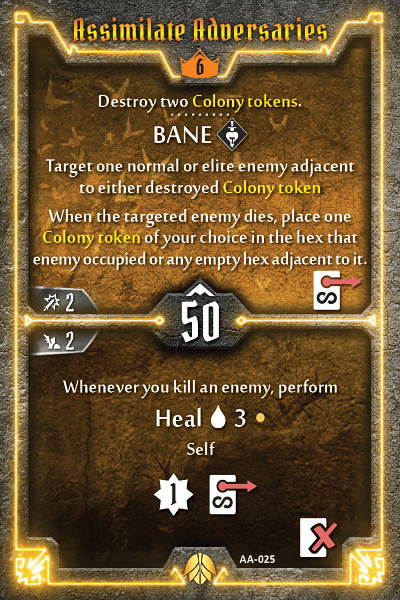 Assimilate Adversaries
6
Destroy two Colony tokens.
BANE
Target one normal or elite enemy adjacent
to either destroyed Colony token
When the targeted enemy dies, place one
Colony token of your choice in the hex that
enemy occupied or any empty hex adjacent to it.
S
2
50
2
Whenever you kill an enemy, perform
Heal 3
Self
1 S
AA-025